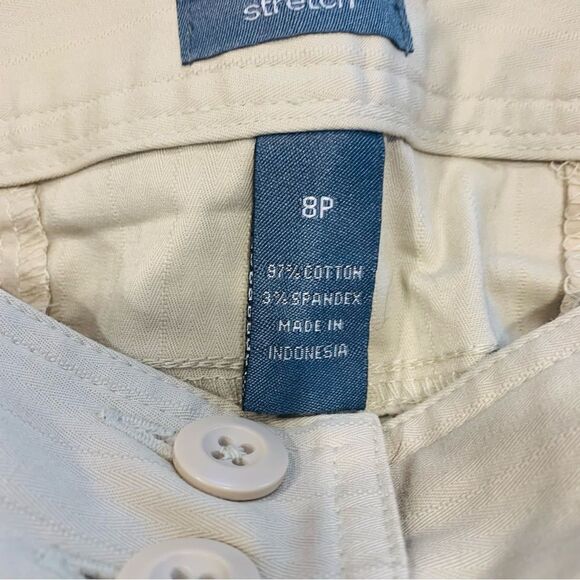 stretch
8P
97% COTTON
3% SPANDEX
MADE IN
INDONESIA